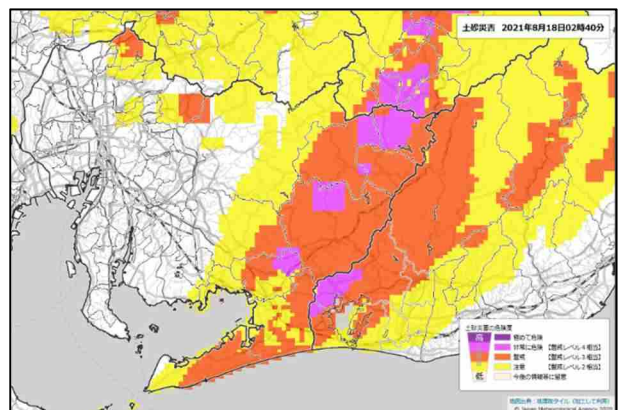 土砂災害 2021年8月18日02時40分
土砂災害の危険度
高
極めて危険
非常に危険 【警戒レベル4相当】
警戒 【警戒レベル3相当】
注意 【警戒レベル2相当】
低
今後の情報等に留意
地図出典：地理院タイル（加工して利用）
© Japan Meteorological Agency 2020